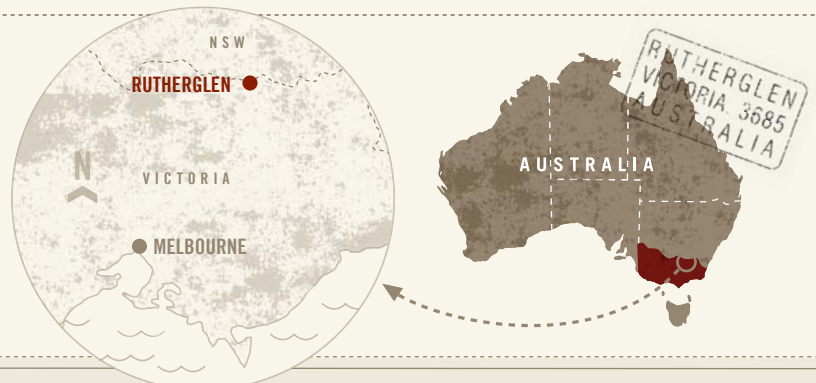 NSW
RUTHERGLEN
N
VICTORIA
MELBOURNE
AUSTRALIA
RUTHERGLEN
VICTORIA, 3685
AUSTRALIA